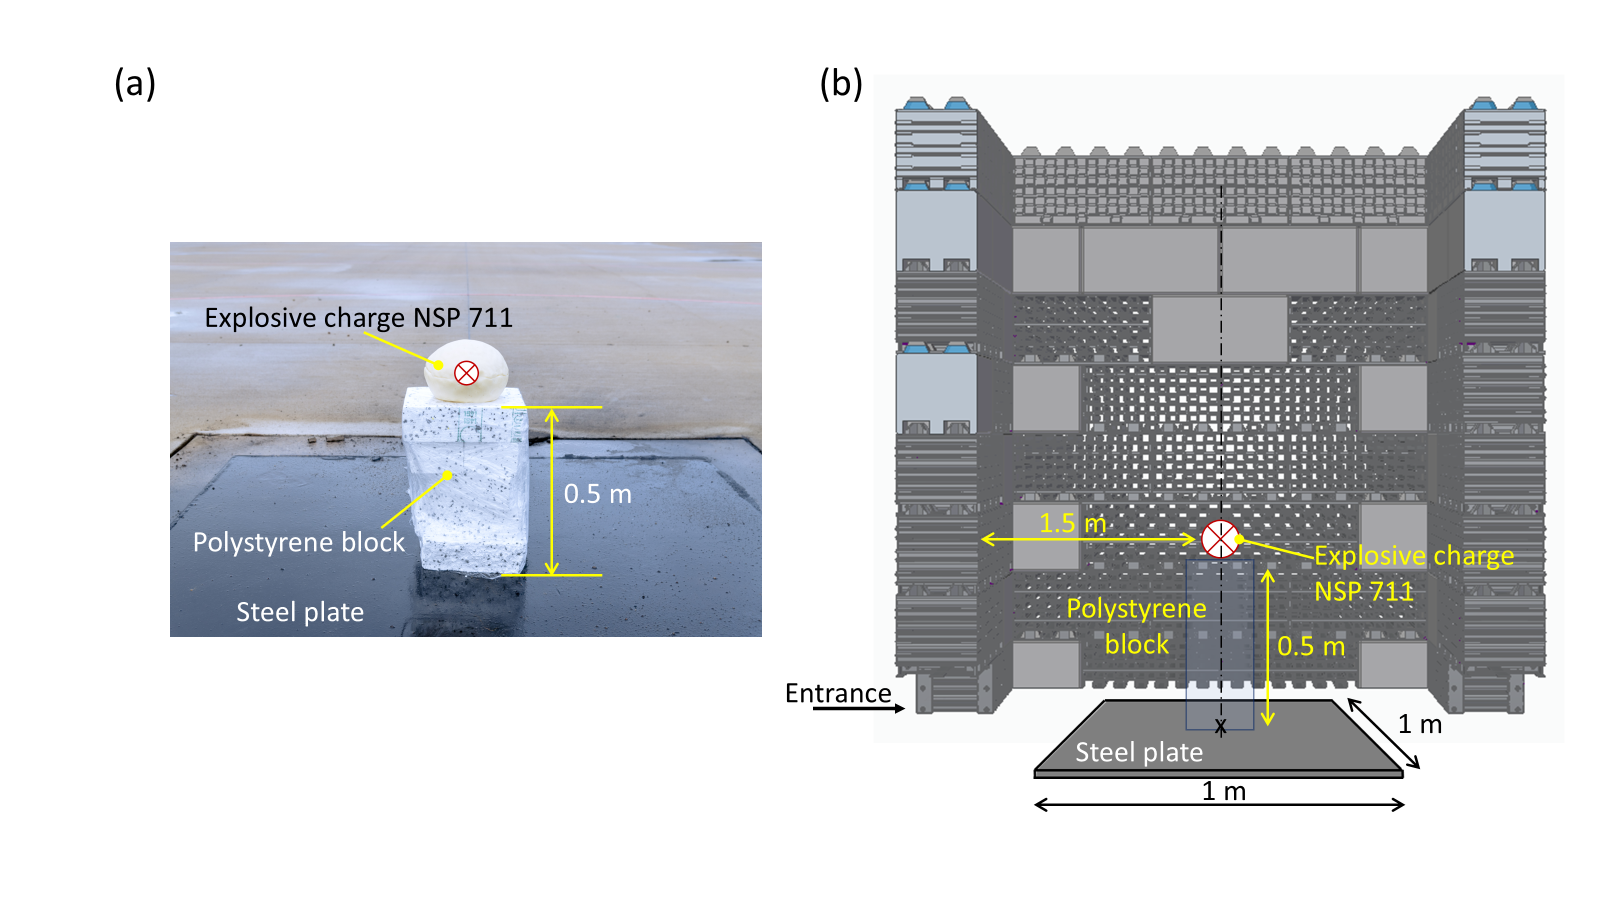 (a)
Explosive charge NSP 711
0.5 m
Polystyrene block
Steel plate
(b)
1.5 m
Explosive charge
NSP 711
Polystyrene
block
0.5 m
Entrance
x
1 m
Steel plate
1 m